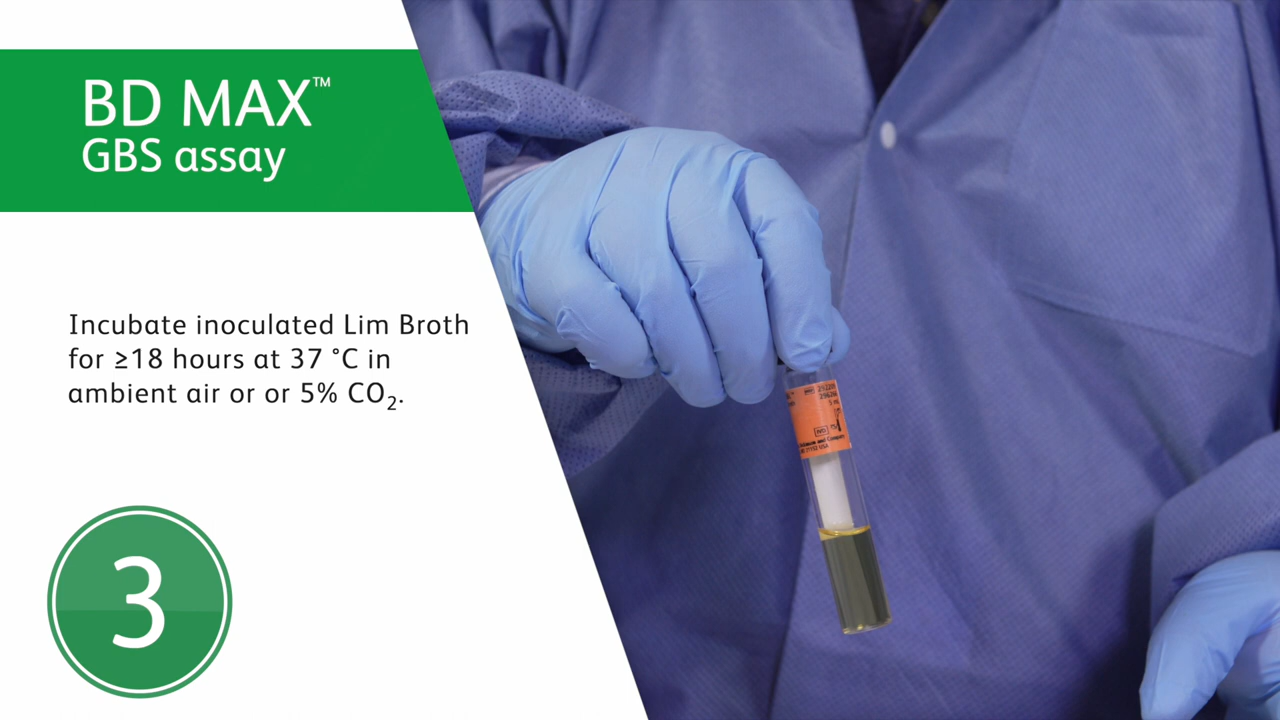 BD MAX™
GBS assay
Incubate inoculated Lim Broth
for ≥18 hours at 37 °C in
ambient air or or 5% CO₂.
3